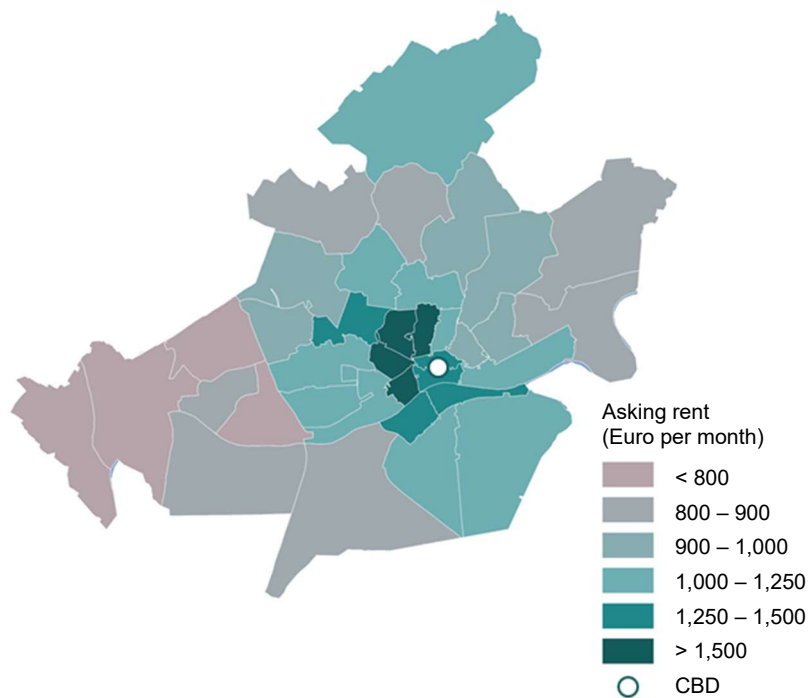 Asking rent
(Euro per month)
< 800
800 – 900
900 – 1,000
1,000 – 1,250
1,250 – 1,500
> 1,500
CBD